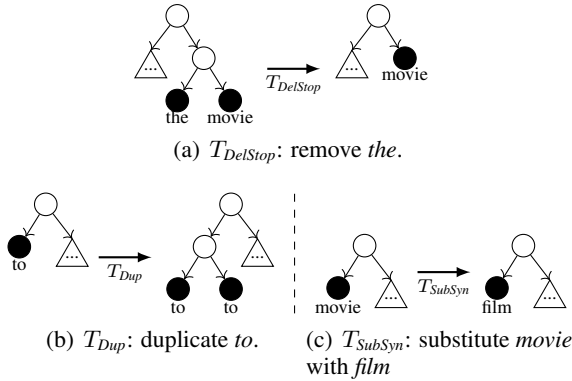 ... ... movie
T_DelStop
the movie
(a) T_DelStop: remove the.
to ... T_Dup to to ...
movie ... T_SubSyn film ...
(b) T_Dup: duplicate to. (c) T_SubSyn: substitute movie
with film